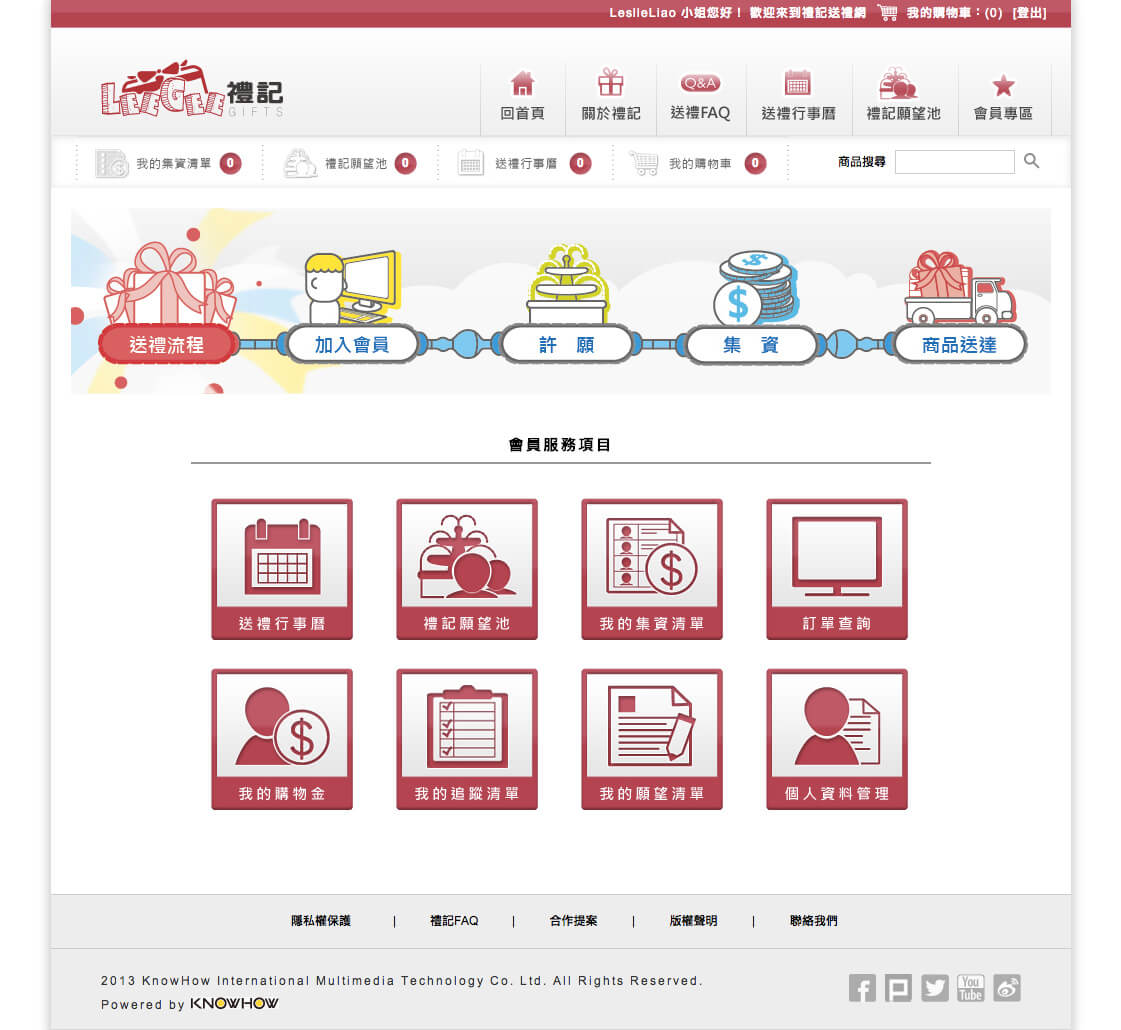 LeslieLiao 小姐您好！ 歡迎來到禮記送禮網 我的購物車：(0) [登出]
LeeGee 禮記
GIFTS
回首頁
關於禮記
Q&A
送禮FAQ
送禮行事曆
禮記願望池
會員專區
我的集資清單 0
禮記願望池 0
送禮行事曆 0
我的購物車 0
商品搜尋
送禮流程
加入會員
許 願
集 資
商品送達
會員服務項目
送禮行事曆
禮記願望池
我的集資清單
訂單查詢
我的購物金
我的追蹤清單
我的願望清單
個人資料管理
隱私權保護 | 禮記FAQ | 合作提案 | 版權聲明 | 聯絡我們
2013 KnowHow International Multimedia Technology Co. Ltd. All Rights Reserved.
Powered by KNOWHOW
You
Tube